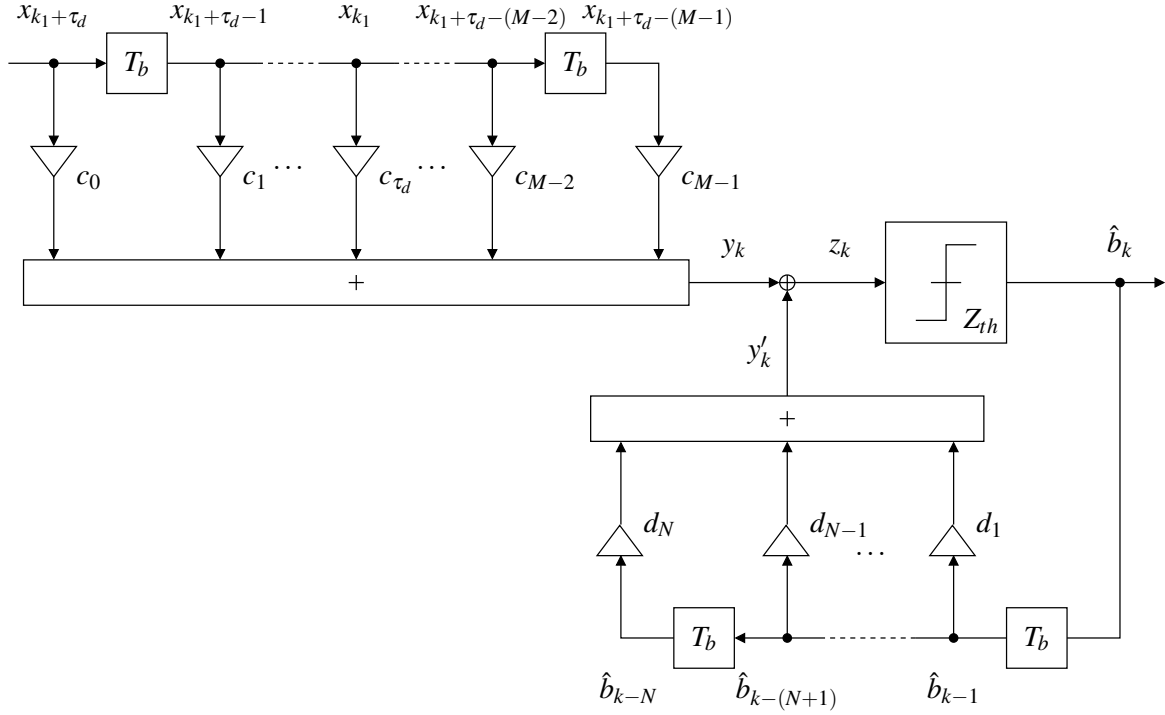 x_{k_1+τ_d} x_{k_1+τ_d−1} x_{k_1} x_{k_1+τ_d−(M−2)} x_{k_1+τ_d−(M−1)}
T_b T_b
c_0 c_1 ··· c_{τ_d} ··· c_{M−2} c_{M−1}
+ y_k z_k b̂_k
Z_{th}
y′_k
+
d_N d_{N−1} ··· d_1
T_b T_b
b̂_{k−N} b̂_{k−(N+1)} b̂_{k−1}